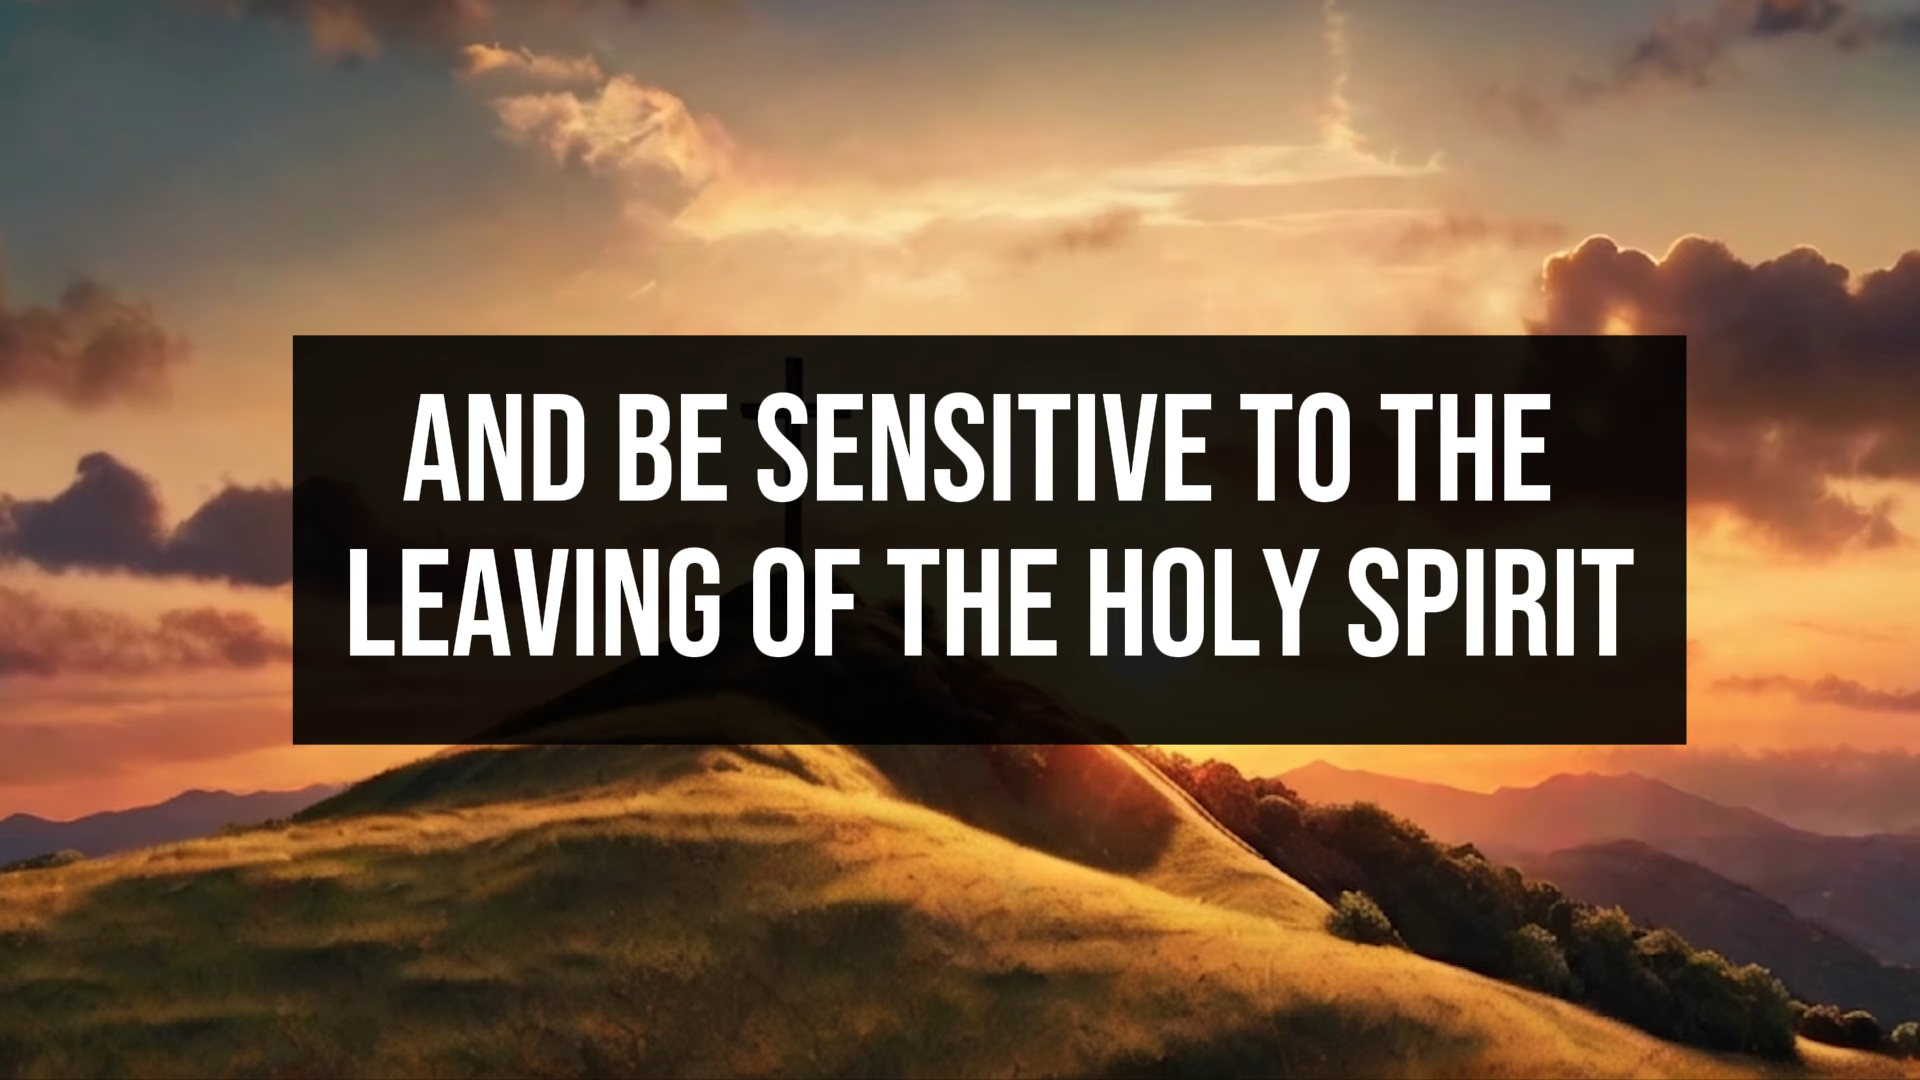 AND BE SENSITIVE TO THE
LEAVING OF THE HOLY SPIRIT